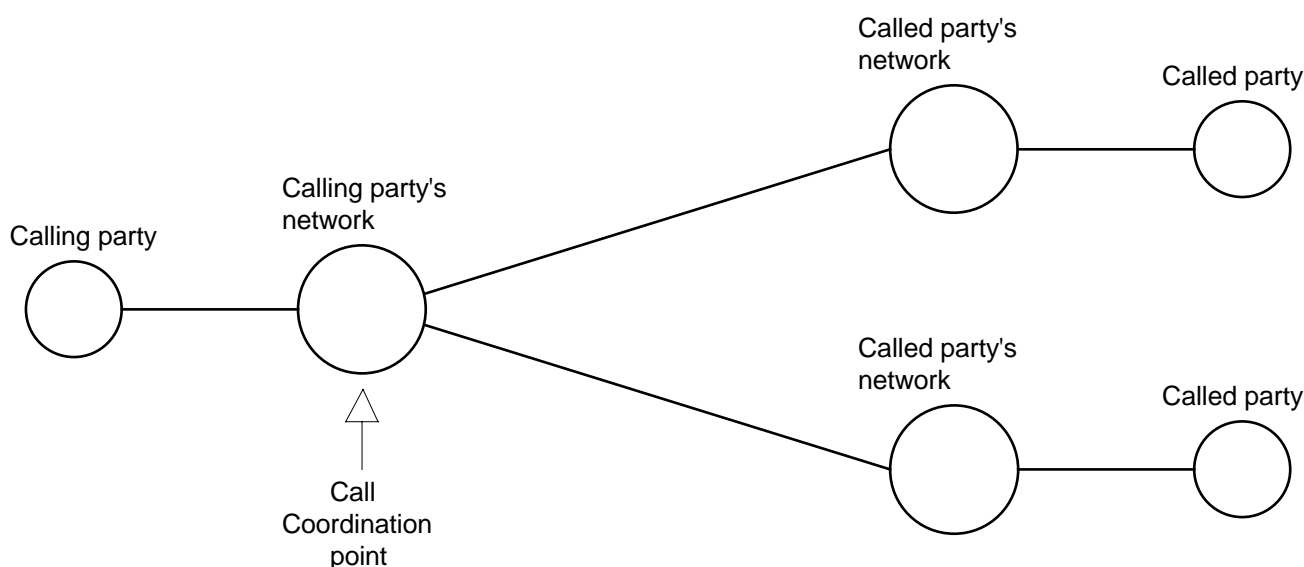 Called party's
network
Called party
Calling party's
network
Calling party
Called party's
network
Called party
Call
Coordination
point